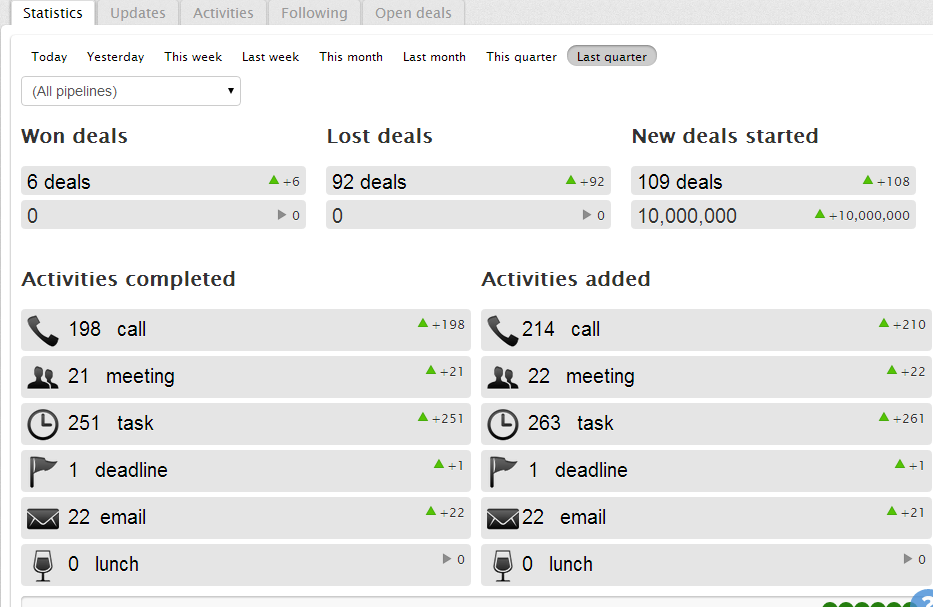 Statistics Updates Activities Following Open deals
Today Yesterday This week Last week This month Last month This quarter Last quarter
(All pipelines)
Won deals Lost deals New deals started
6 deals +6 92 deals +92 109 deals +108
0 0 0 0 10,000,000 +10,000,000
Activities completed Activities added
198 call +198 214 call +210
21 meeting +21 22 meeting +22
251 task +251 263 task +261
1 deadline +1 1 deadline +1
22 email +22 22 email +21
0 lunch 0 0 lunch 0
?